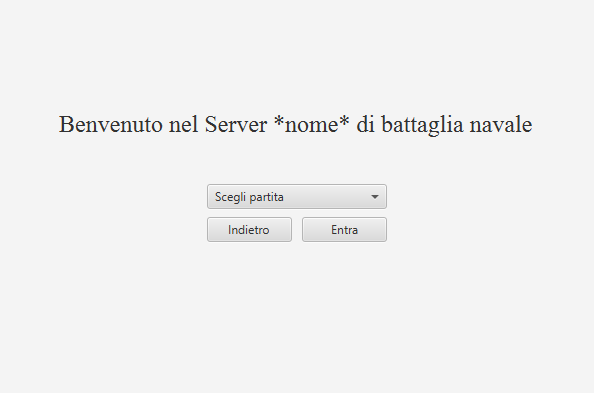 Benvenuto nel Server *nome* di battaglia navale
Scegli partita
Indietro
Entra